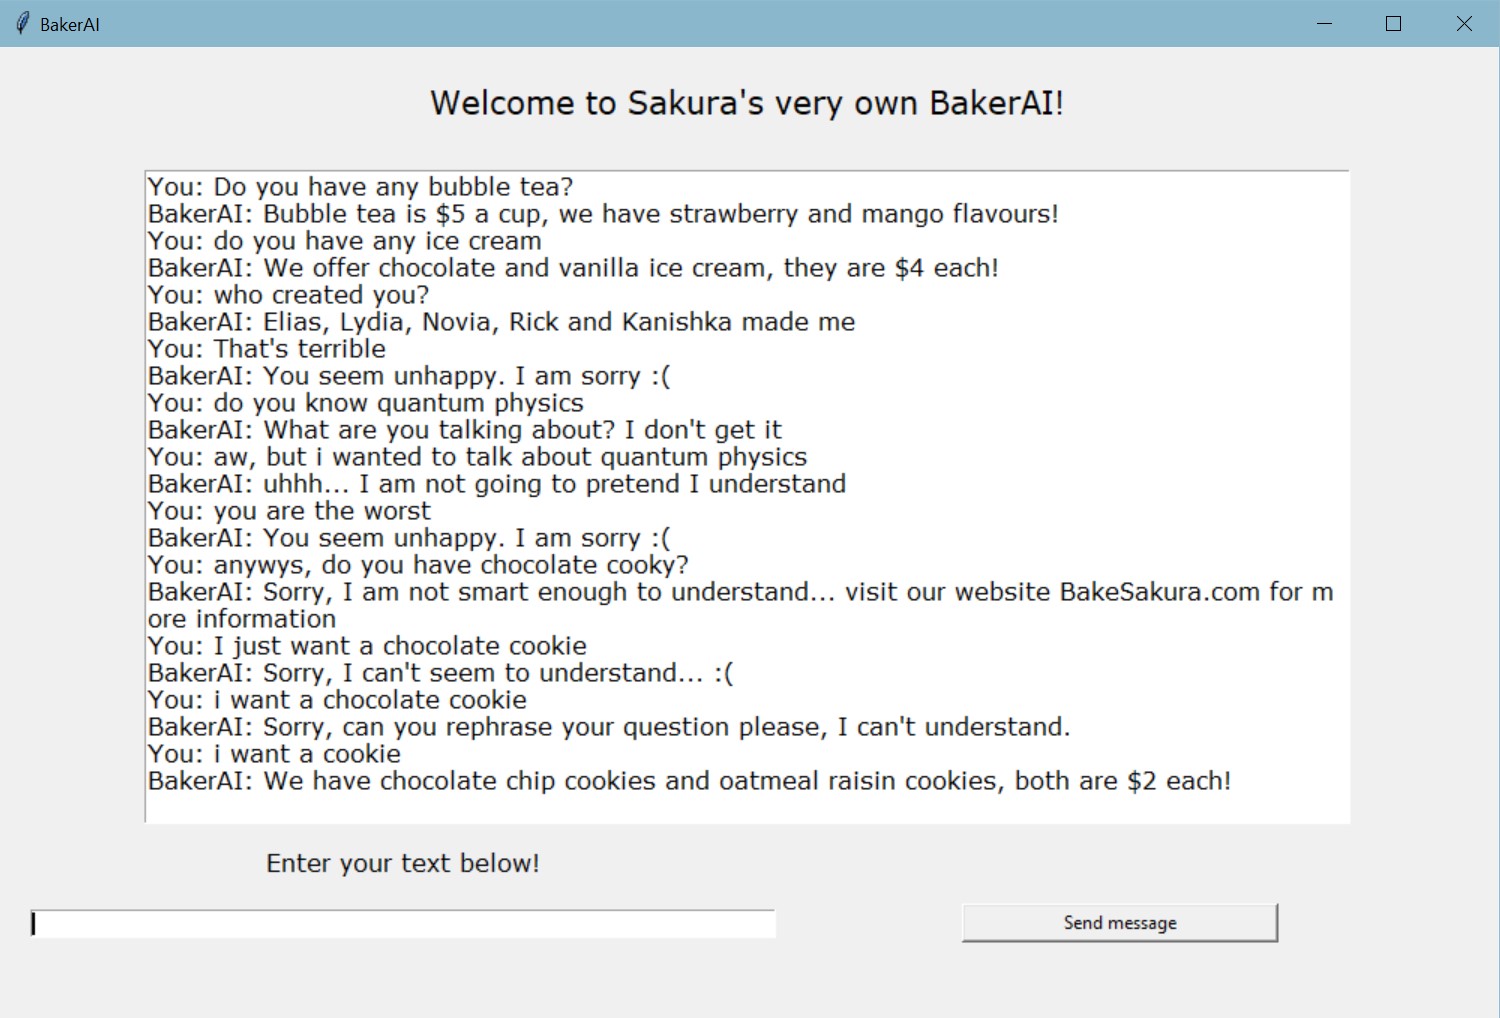 BakerAI
Welcome to Sakura's very own BakerAI!
You: Do you have any bubble tea?
BakerAI: Bubble tea is $5 a cup, we have strawberry and mango flavours!
You: do you have any ice cream
BakerAI: We offer chocolate and vanilla ice cream, they are $4 each!
You: who created you?
BakerAI: Elias, Lydia, Novia, Rick and Kanishka made me
You: That's terrible
BakerAI: You seem unhappy. I am sorry :(
You: do you know quantum physics
BakerAI: What are you talking about? I don't get it
You: aw, but i wanted to talk about quantum physics
BakerAI: uhhh... I am not going to pretend I understand
You: you are the worst
BakerAI: You seem unhappy. I am sorry :(
You: anywys, do you have chocolate cooky?
BakerAI: Sorry, I am not smart enough to understand... visit our website BakeSakura.com for m
ore information
You: I just want a chocolate cookie
BakerAI: Sorry, I can't seem to understand... :(
You: i want a chocolate cookie
BakerAI: Sorry, can you rephrase your question please, I can't understand.
You: i want a cookie
BakerAI: We have chocolate chip cookies and oatmeal raisin cookies, both are $2 each!
Enter your text below!
Send message